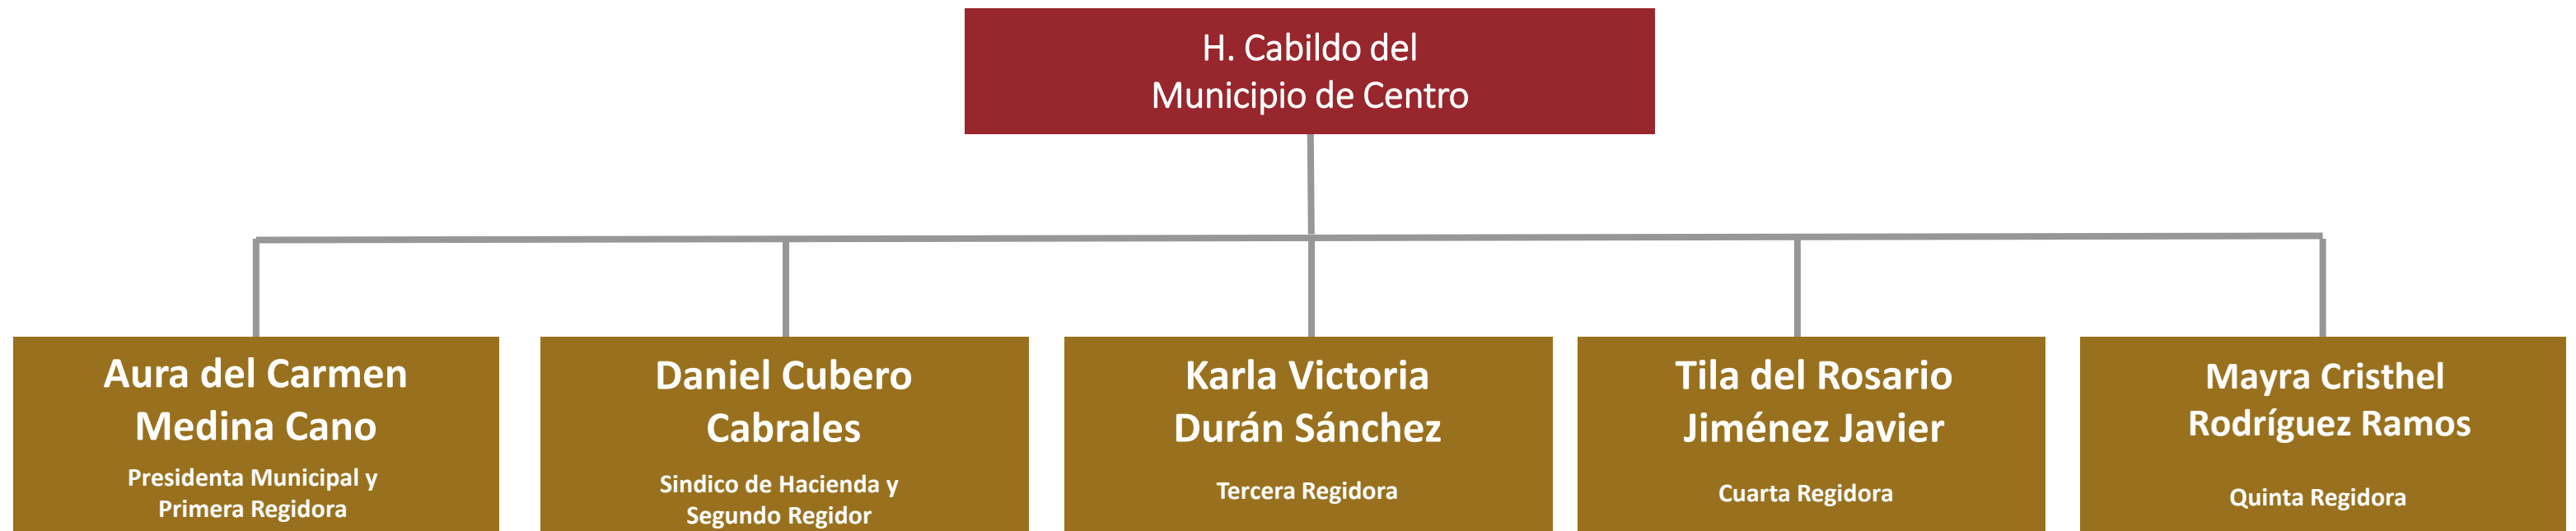 H. Cabildo del
Municipio de Centro
Aura del Carmen
Medina Cano
Presidenta Municipal y
Primera Regidora
Daniel Cubero
Cabrales
Sindico de Hacienda y
Segundo Regidor
Karla Victoria
Durán Sánchez
Tercera Regidora
Tila del Rosario
Jiménez Javier
Cuarta Regidora
Mayra Cristhel
Rodríguez Ramos
Quinta Regidora